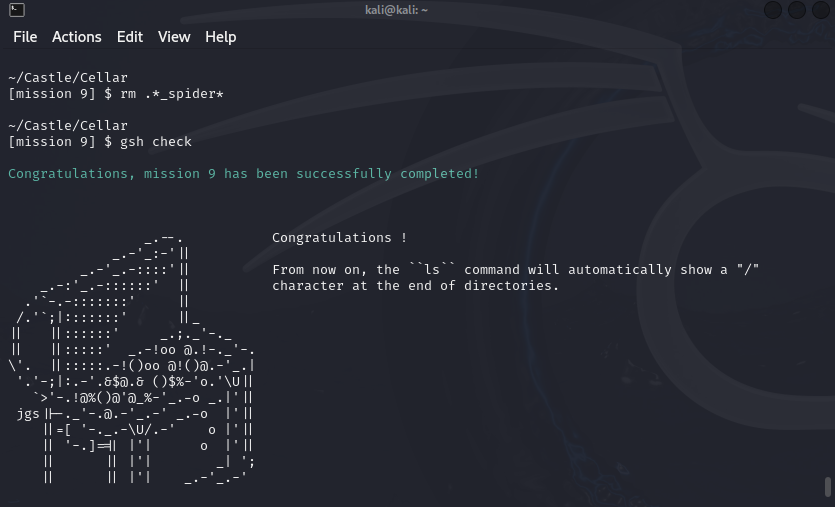 kali@kali: ~
File Actions Edit View Help
~/Castle/Cellar
[mission 9] $ rm .*_spider*
~/Castle/Cellar
[mission 9] $ gsh check
Congratulations, mission 9 has been successfully completed!
Congratulations !
From now on, the ``ls`` command will automatically show a "/"
character at the end of directories.
jgs